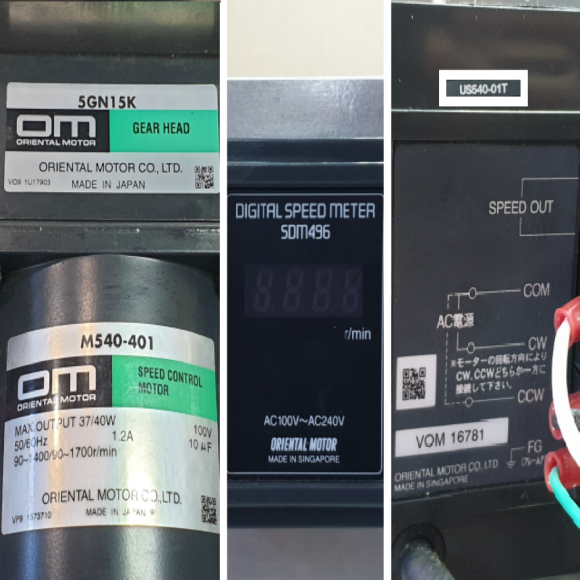 5GN15K
OM
ORIENTAL MOTOR
GEAR HEAD
ORIENTAL MOTOR CO., LTD.
VO9 1U17903
MADE IN JAPAN
M540-401
OM
ORIENTAL MOTOR
SPEED CONTROL
MOTOR
MAX.OUTPUT 37/40W 100V
50/60Hz 1.2A 10μF
90~1400/90~1700r/min
ORIENTAL MOTOR CO.,LTD.
VP9 1573710
MADE IN JAPAN
DIGITAL SPEED METER
SDM496
r/min
AC100V~AC240V
ORIENTAL MOTOR
MADE IN SINGAPORE
US540-01T
SPEED OUT
COM
AC電源
CW
※モーターの回転方向により
CW,CCWどちらか一方に
接続して下さい。
CCW
VOM 16781
FG
ORIENTAL MOTOR CO.,LTD.
MADE IN SINGAPORE